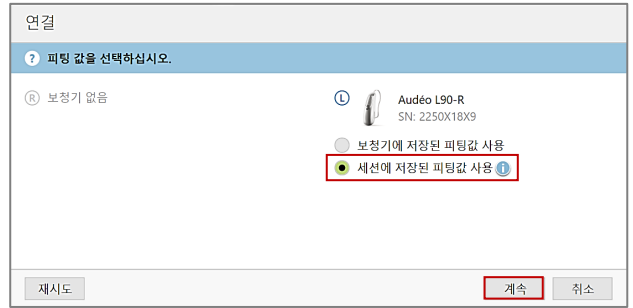 연결
? 피팅 값을 선택하십시오.
R 보청기 없음
L Audéo L90-R
SN: 2250X18X9
보청기에 저장된 피팅값 사용
세션에 저장된 피팅값 사용 i
재시도 계속 취소